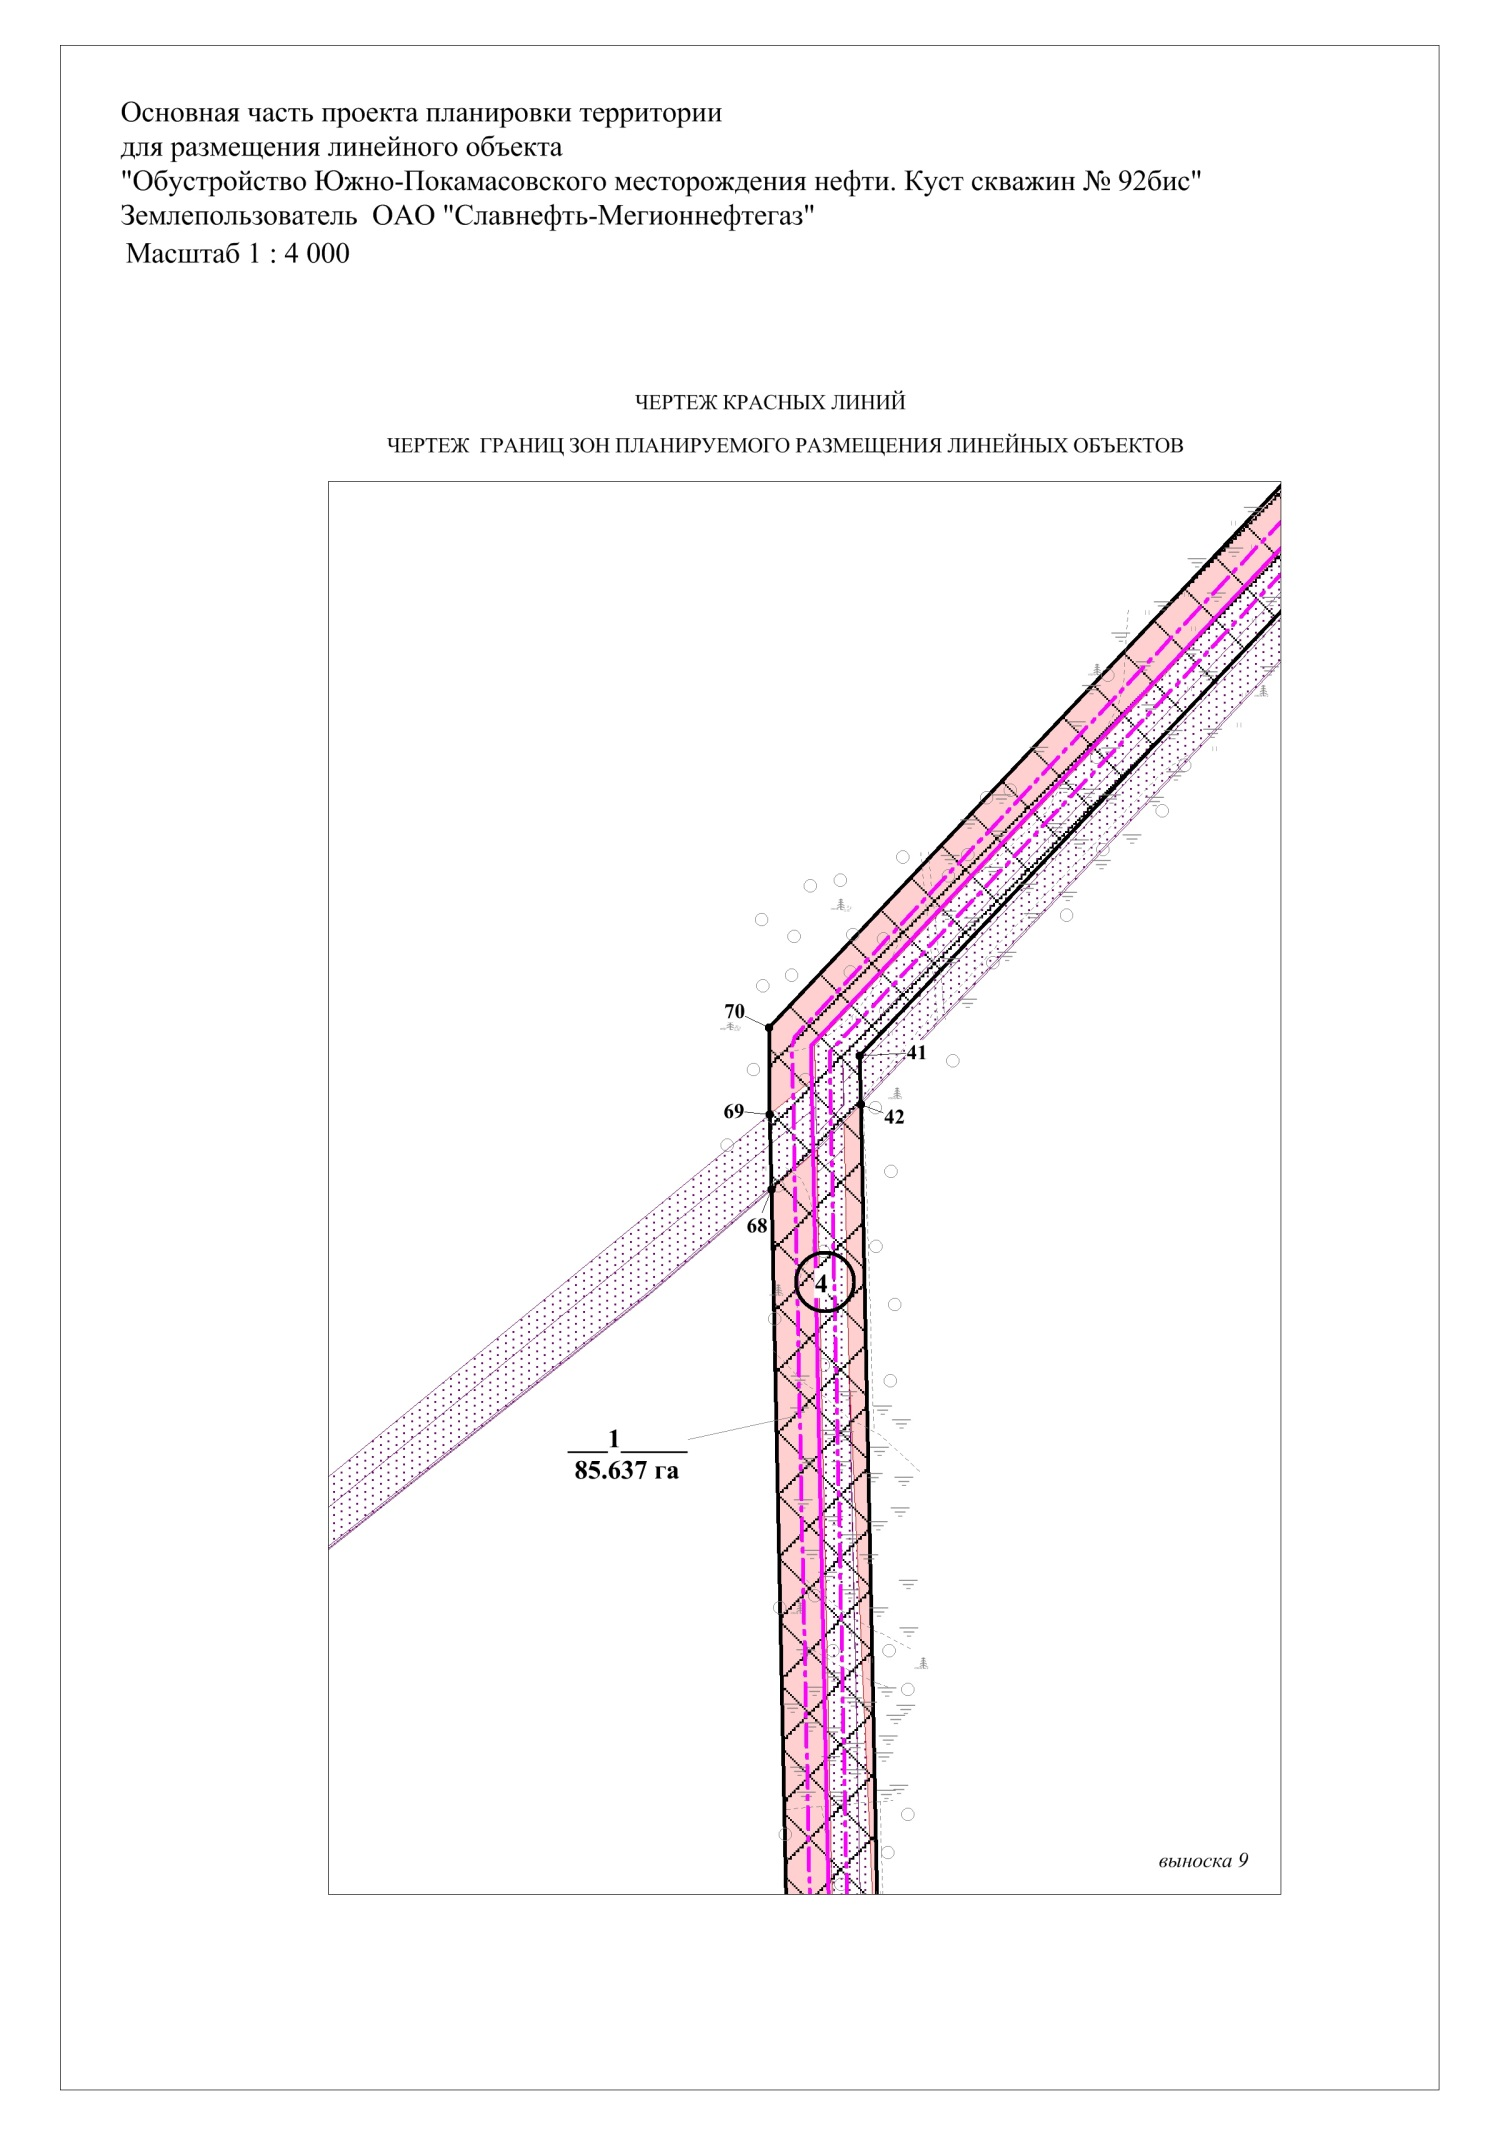 Основная часть проекта планировки территории
для размещения линейного объекта
"Обустройство Южно-Покамасовского месторождения нефти. Куст скважин № 92бис"
Землепользователь ОАО "Славнефть-Мегионнефтегаз"
Масштаб 1 : 4 000
ЧЕРТЕЖ КРАСНЫХ ЛИНИЙ
ЧЕРТЕЖ ГРАНИЦ ЗОН ПЛАНИРУЕМОГО РАЗМЕЩЕНИЯ ЛИНЕЙНЫХ ОБЪЕКТОВ
70
41
69
42
68
4
1
85.637 га
выноска 9